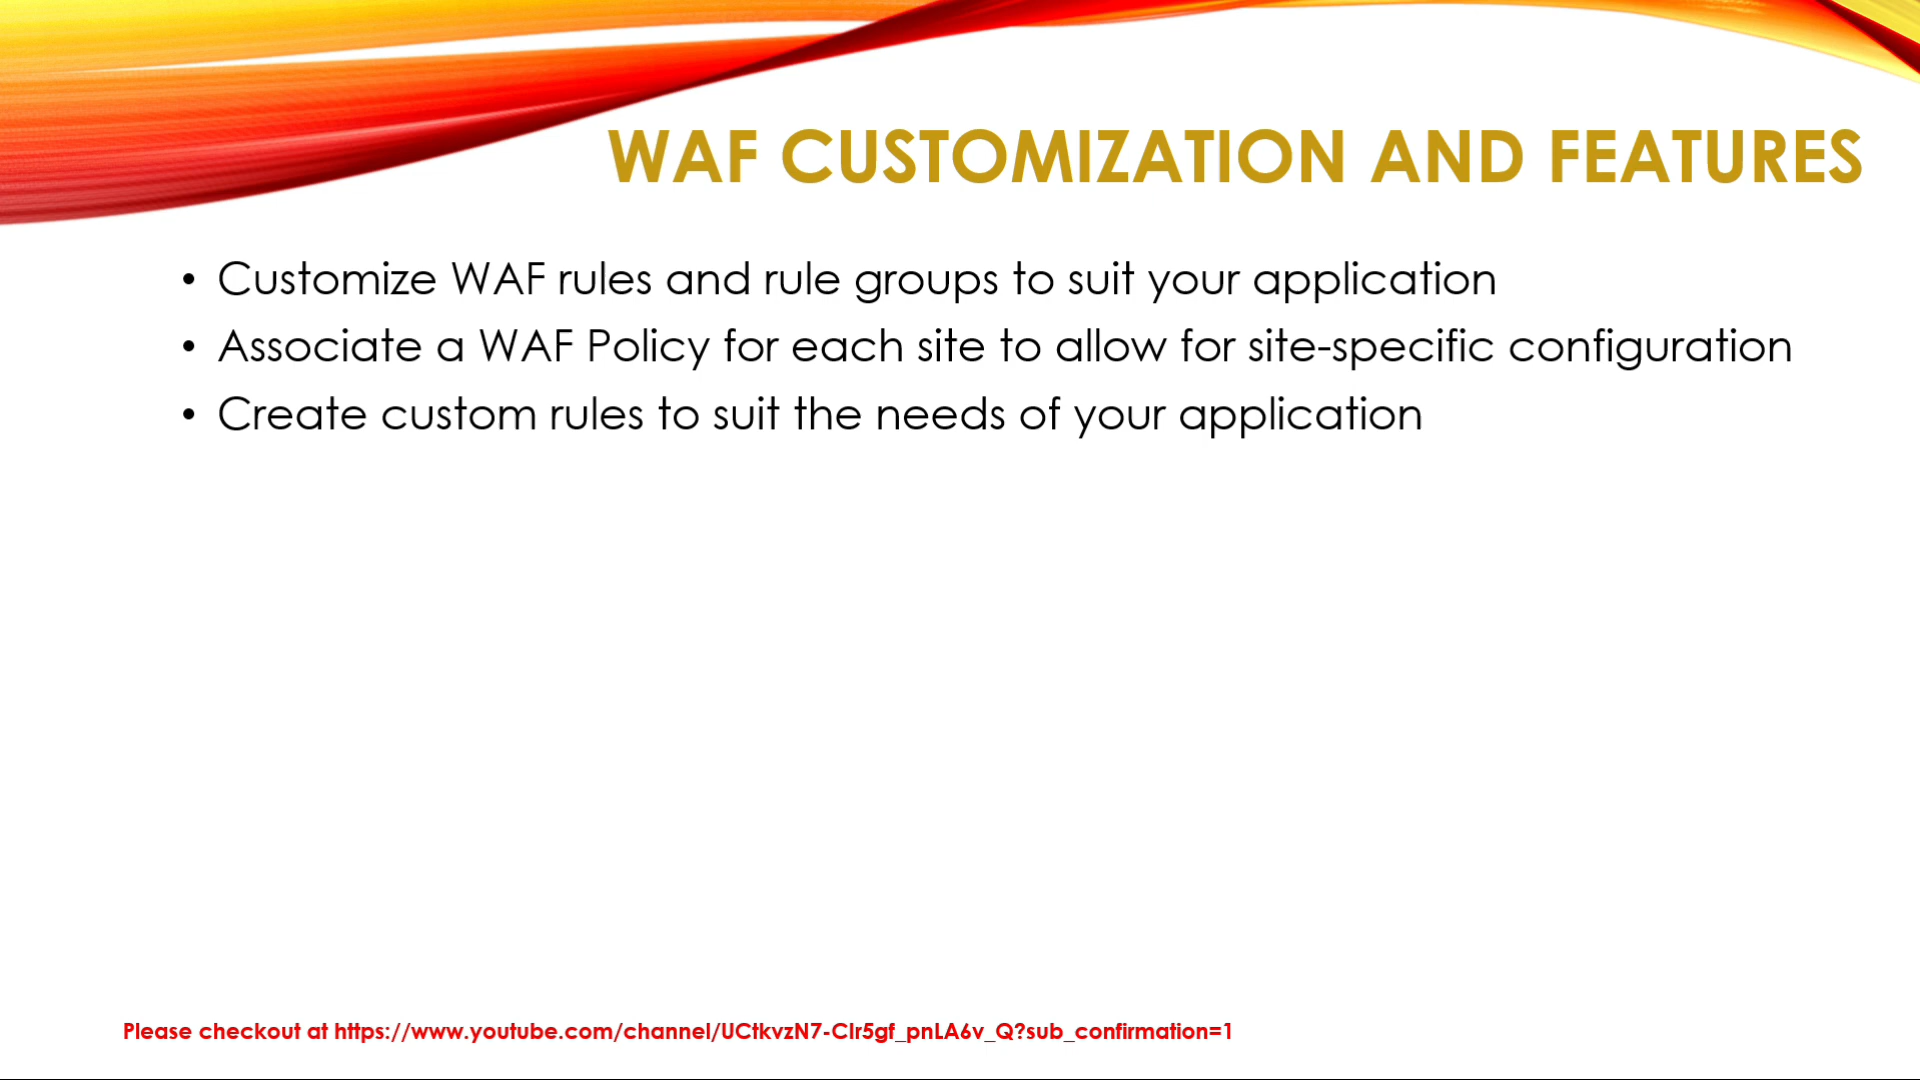 WAF CUSTOMIZATION AND FEATURES
• Customize WAF rules and rule groups to suit your application
• Associate a WAF Policy for each site to allow for site-specific configuration
• Create custom rules to suit the needs of your application
Please checkout at https://www.youtube.com/channel/UCtkvzN7-Clr5gf_pnLA6v_Q?sub_confirmation=1